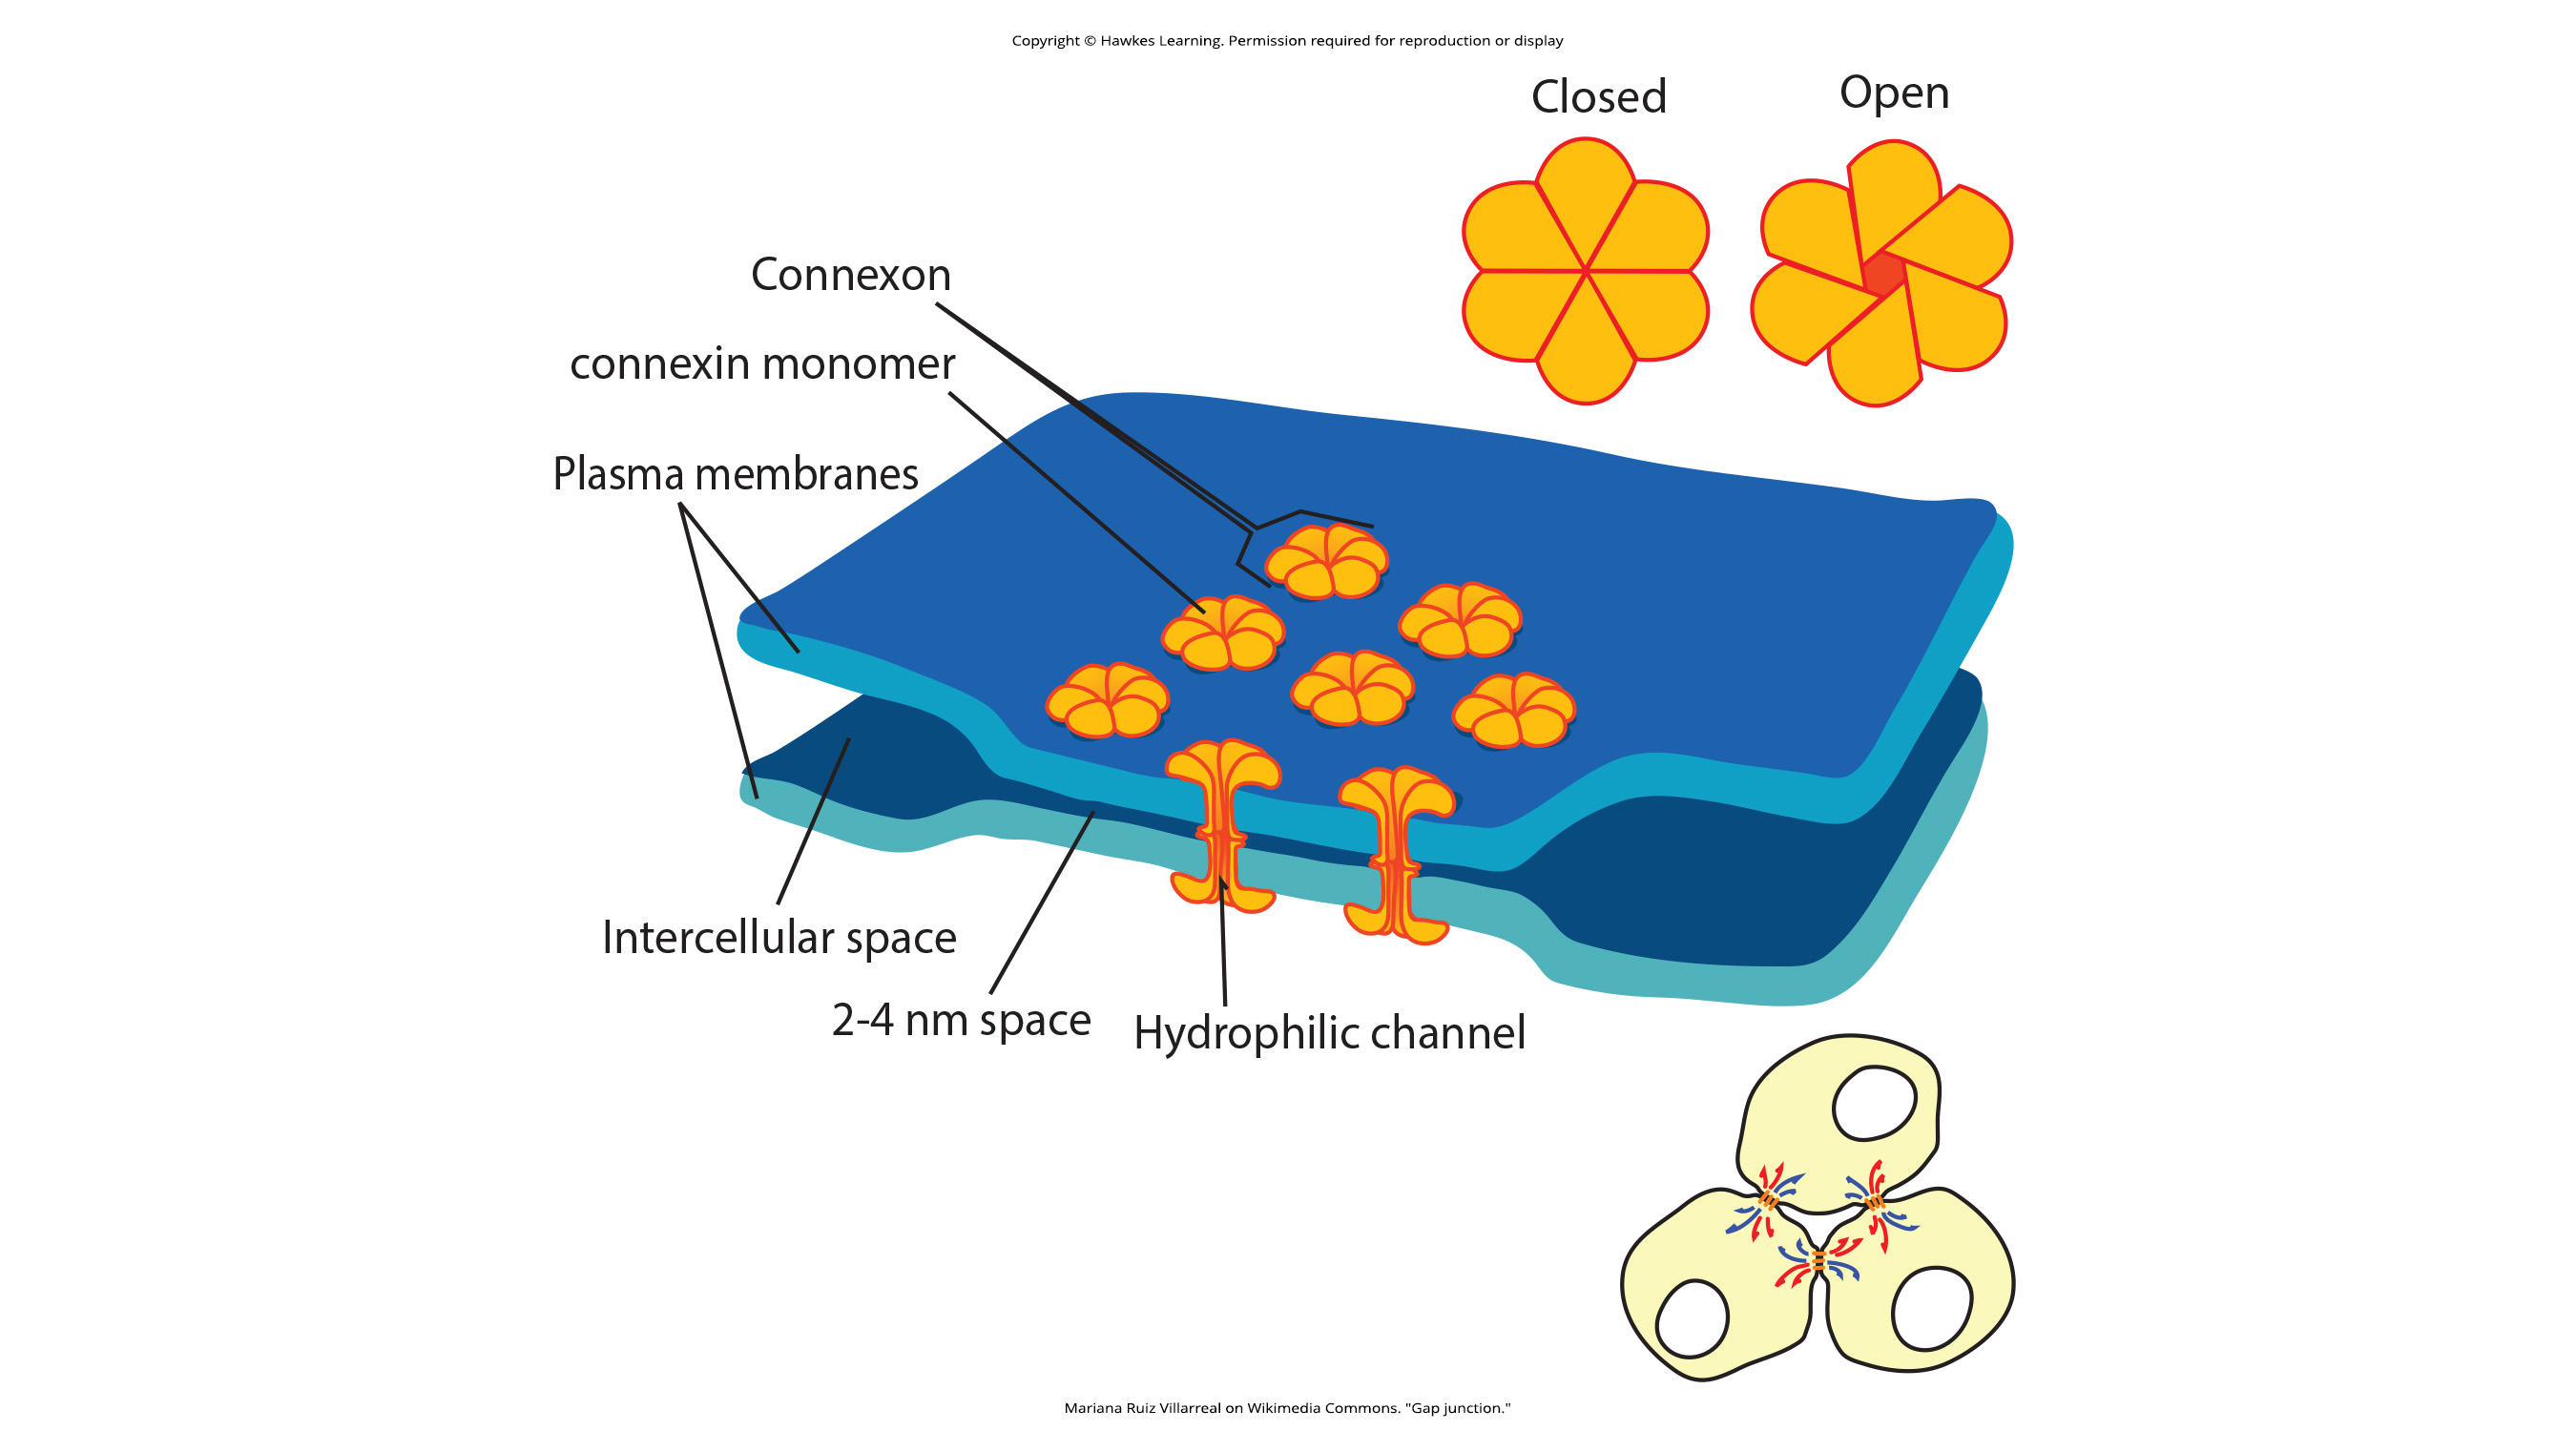 Copyright © Hawkes Learning. Permission required for reproduction or display
Closed
Open
Connexon
connexin monomer
Plasma membranes
Intercellular space
2-4 nm space
Hydrophilic channel
Mariana Ruiz Villarreal on Wikimedia Commons. "Gap junction."